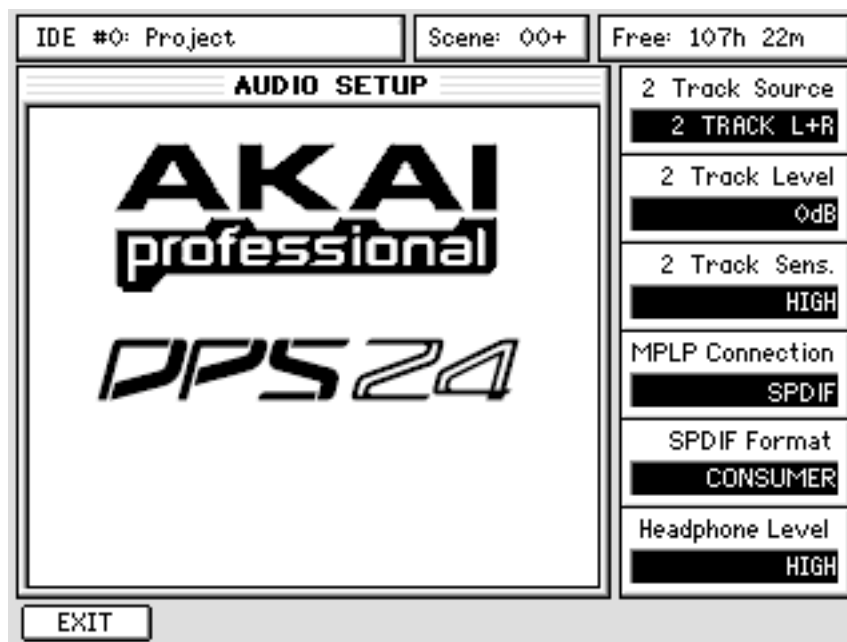 IDE #0: Project
Scene: 00+
Free: 107h 22m
AUDIO SETUP
AKAI
professional
DPS24
2 Track Source
2 TRACK L+R
2 Track Level
0dB
2 Track Sens.
HIGH
MPLP Connection
SPDIF
SPDIF Format
CONSUMER
Headphone Level
HIGH
EXIT